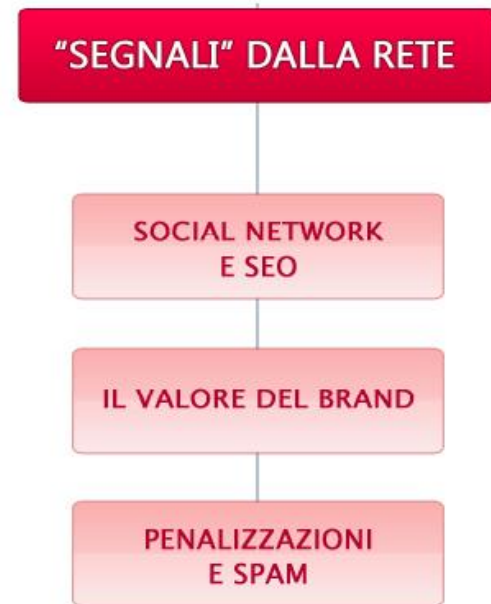 “SEGNALI” DALLA RETE
SOCIAL NETWORK
E SEO
IL VALORE DEL BRAND
PENALIZZAZIONI
E SPAM